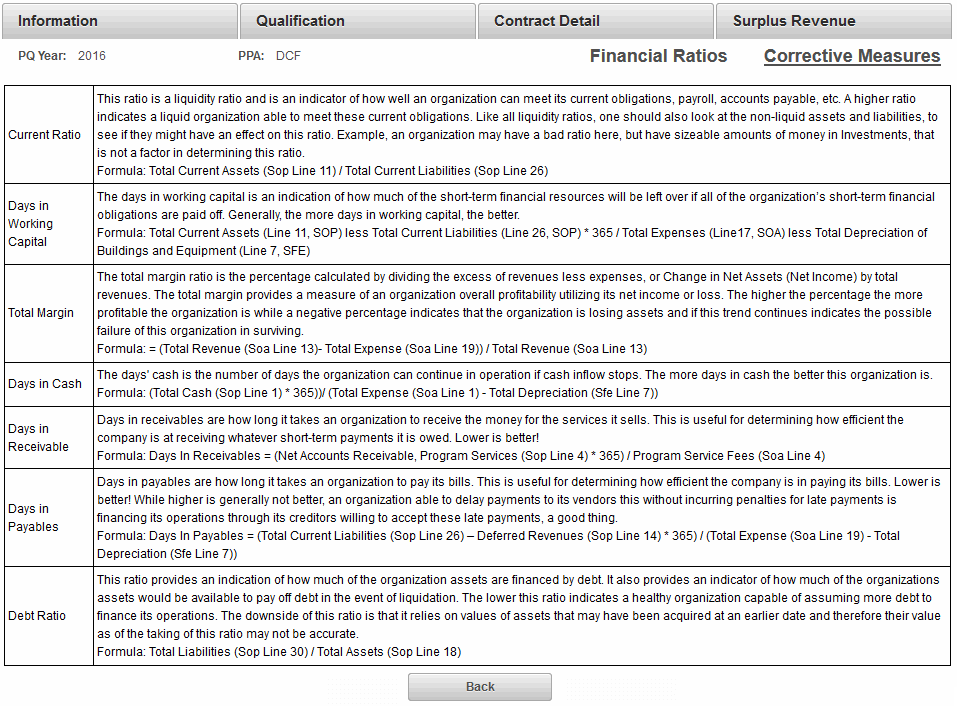 Information Qualification Contract Detail Surplus Revenue
PQ Year: 2016 PPA: DCF Financial Ratios Corrective Measures
Current Ratio
This ratio is a liquidity ratio and is an indicator of how well an organization can meet its current obligations, payroll, accounts payable, etc. A higher ratio
indicates a liquid organization able to meet these current obligations. Like all liquidity ratios, one should also look at the non-liquid assets and liabilities, to
see if they might have an effect on this ratio. Example, an organization may have a bad ratio here, but have sizeable amounts of money in Investments, that
is not a factor in determining this ratio.
Formula: Total Current Assets (Sop Line 11) / Total Current Liabilities (Sop Line 26)
Days in
Working
Capital
The days in working capital is an indication of how much of the short-term financial resources will be left over if all of the organization's short-term financial
obligations are paid off. Generally, the more days in working capital, the better.
Formula: Total Current Assets (Line 11, SOP) less Total Current Liabilities (Line 26, SOP) * 365 / Total Expenses (Line17, SOA) less Total Depreciation of
Buildings and Equipment (Line 7, SFE)
Total Margin
The total margin ratio is the percentage calculated by dividing the excess of revenues less expenses, or Change in Net Assets (Net Income) by total
revenues. The total margin provides a measure of an organization overall profitability utilizing its net income or loss. The higher the percentage the more
profitable the organization is while a negative percentage indicates that the organization is losing assets and if this trend continues indicates the possible
failure of this organization in surviving.
Formula: = (Total Revenue (Soa Line 13)- Total Expense (Soa Line 19)) / Total Revenue (Soa Line 13)
Days in Cash
The days' cash is the number of days the organization can continue in operation if cash inflow stops. The more days in cash the better this organization is.
Formula: (Total Cash (Sop Line 1) * 365))/ (Total Expense (Soa Line 1) - Total Depreciation (Sfe Line 7))
Days in
Receivable
Days in receivables are how long it takes an organization to receive the money for the services it sells. This is useful for determining how efficient the
company is at receiving whatever short-term payments it is owed. Lower is better!
Formula: Days In Receivables = (Net Accounts Receivable, Program Services (Sop Line 4) * 365) / Program Service Fees (Soa Line 4)
Days in
Payables
Days in payables are how long it takes an organization to pay its bills. This is useful for determining how efficient the company is in paying its bills. Lower is
better! While higher is generally not better, an organization able to delay payments to its vendors this without incurring penalties for late payments is
financing its operations through its creditors willing to accept these late payments, a good thing.
Formula: Days In Payables = (Total Current Liabilities (Sop Line 26) – Deferred Revenues (Sop Line 14) * 365) / (Total Expense (Soa Line 19) - Total
Depreciation (Sfe Line 7))
Debt Ratio
This ratio provides an indication of how much of the organization assets are financed by debt. It also provides an indicator of how much of the organizations
assets would be available to pay off debt in the event of liquidation. The lower this ratio indicates a healthy organization capable of assuming more debt to
finance its operations. The downside of this ratio is that it relies on values of assets that may have been acquired at an earlier date and therefore their value
as of the taking of this ratio may not be accurate.
Formula: Total Liabilities (Sop Line 30) / Total Assets (Sop Line 18)
Back